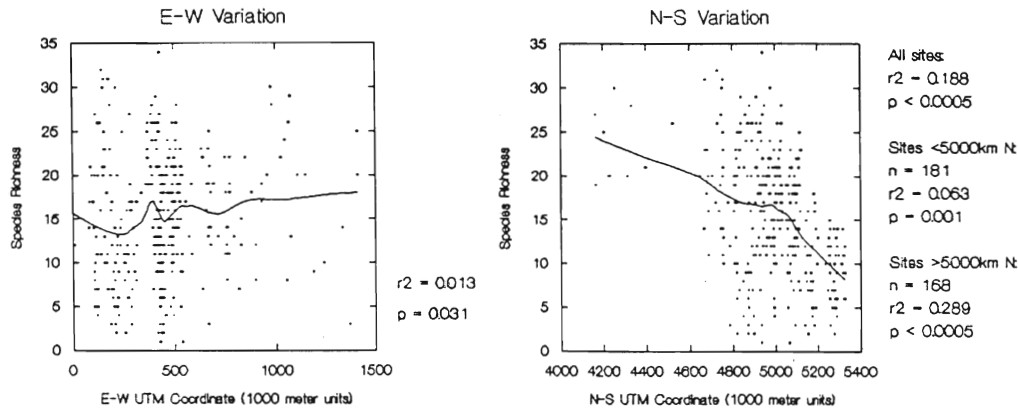 E-W Variation
35
30
25
20
15
10
5
0
Species Richness
0 500 1000 1500
E-W UTM Coordinate (1000 meter units)
r2 = 0.013
p = 0.031
N-S Variation
35
30
25
20
15
10
5
0
Species Richness
4000 4200 4400 4600 4800 5000 5200 5400
N-S UTM Coordinate (1000 meter units)
All sites:
r2 = 0.188
p < 0.0005
Sites <5000km N:
n = 181
r2 = 0.063
p = 0.001
Sites >5000km N:
n = 168
r2 = 0.289
p < 0.0005